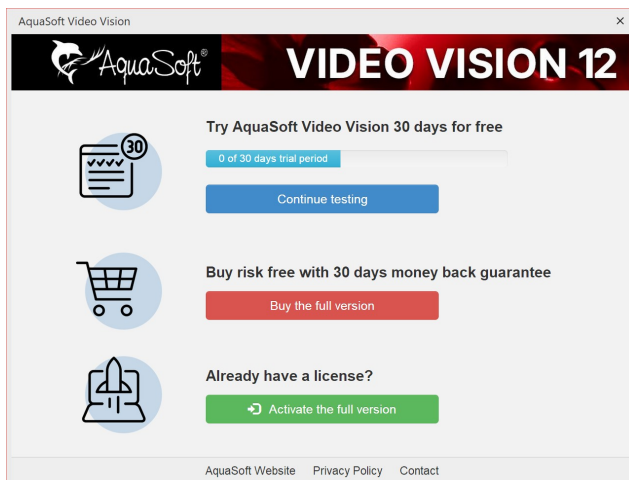 AquaSoft Video Vision
AquaSoft® VIDEO VISION 12
30
Try AquaSoft Video Vision 30 days for free
0 of 30 days trial period
Continue testing
Buy risk free with 30 days money back guarantee
Buy the full version
Already have a license?
Activate the full version
AquaSoft Website Privacy Policy Contact